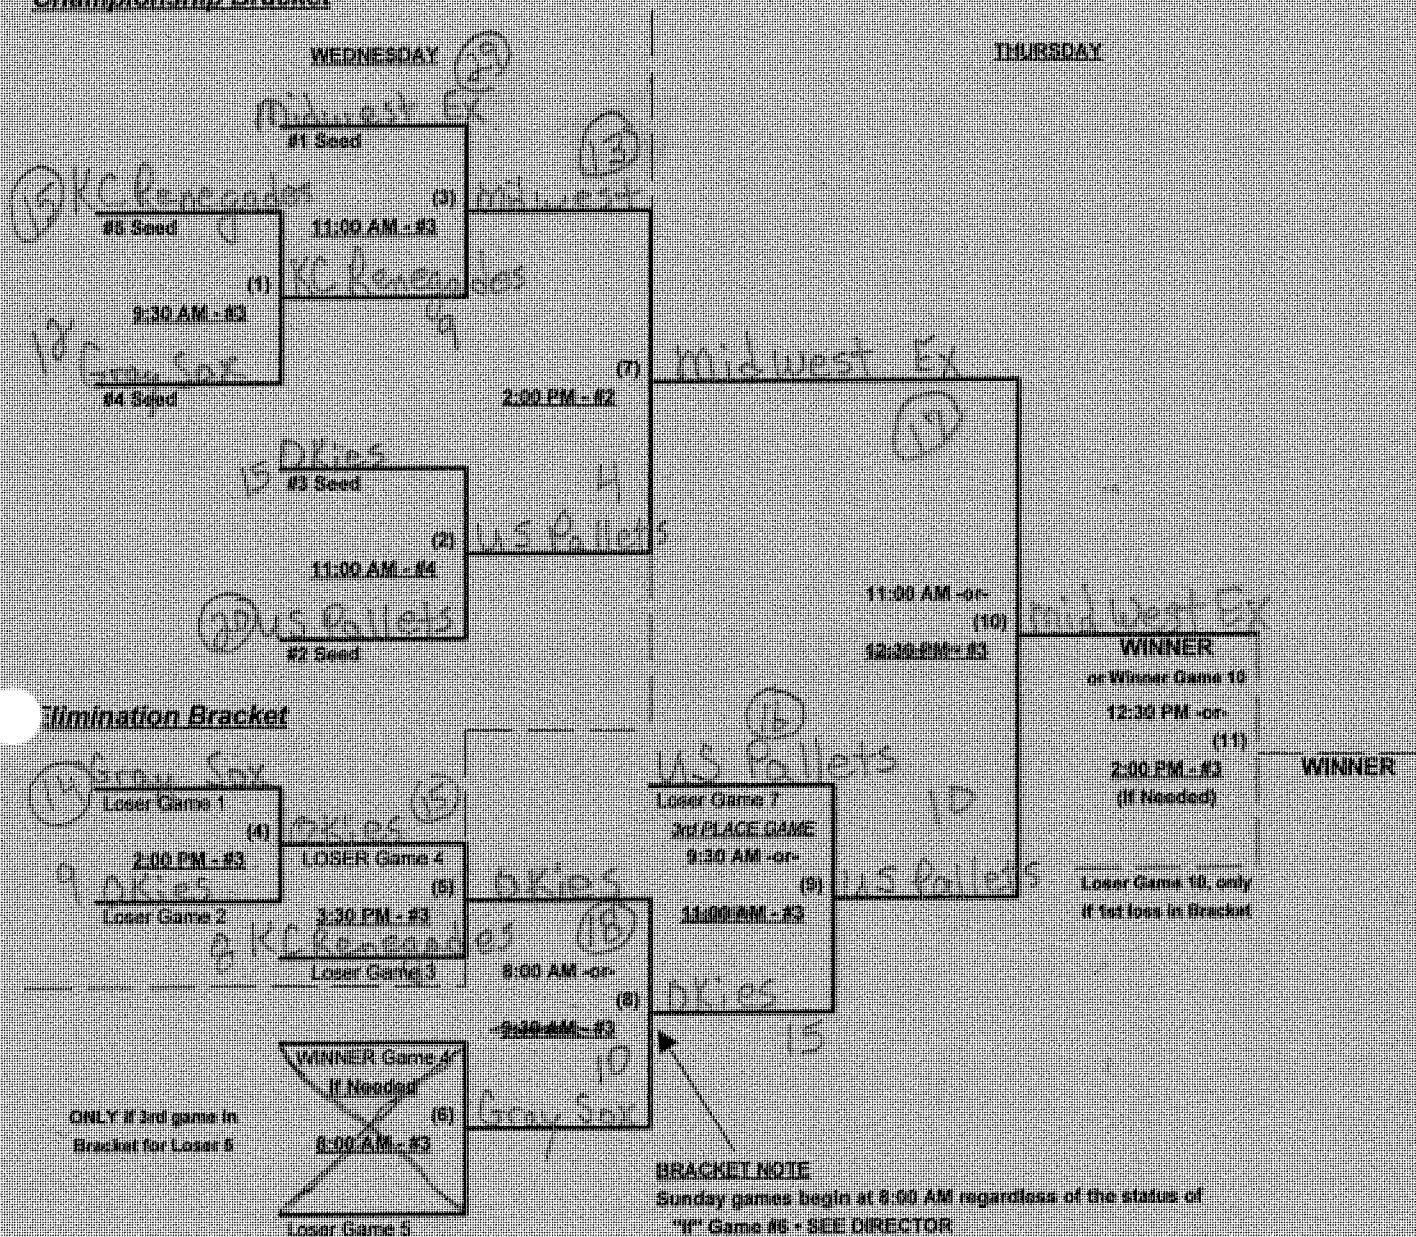 Championship Bracket
WEDNESDAY
29
THURSDAY
Midwest Ex
#1 Seed
13
15 KC Renegados
#5 Seed
9
(3)
Midwest
11:00 AM - #3
(1)
KC Renegados
9:30 AM - #3
12
Gray Sox
#4 Seed
(7)
Midwest Ex
2:00 PM - #2
OKies
15
#3 Seed
4
(2)
US Pallets
11:00 AM - #4
20 US Pallets
#2 Seed
11:00 AM -or-
(10)
12:30 PM - #3
Midwest Ex
WINNER
or Winner Game 10
12:30 PM -or-
(11)
2:00 PM - #3
(If Needed)
WINNER
Loser Game 10, only
if 1st loss in Bracket
Elimination Bracket
14 Gray Sox
Loser Game 1
15
(4)
OKies
2:00 PM - #3
LOSER Game 4
9 OKies
Loser Game 2
(5)
OKies
3:30 PM - #3
8 KC Renegados
Loser Game 3
18
US Pallets
Loser Game 7
3rd PLACE GAME
9:30 AM -or-
(9)
11:00 AM - #3
10
US Pallets
8:00 AM -or-
(8)
9:30 AM - #3
OKies
15
10
WINNER Game 4
If Needed
(6)
Gray Sox
8:00 AM - #3
Loser Game 5
ONLY if 3rd game in
Bracket for Loser 5
BRACKET NOTE
Sunday games begin at 8:00 AM regardless of the status of
"If" Game #6 - SEE DIRECTOR